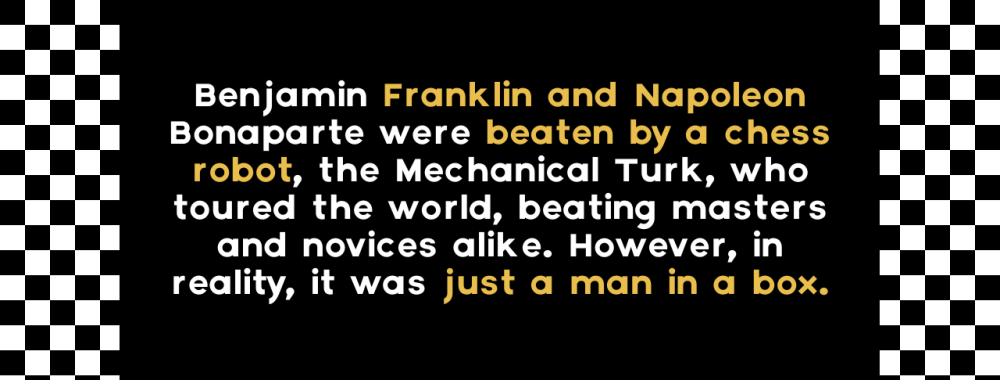 Benjamin Franklin and Napoleon
Bonaparte were beaten by a chess
robot, the Mechanical Turk, who
toured the world, beating masters
and novices alike. However, in
reality, it was just a man in a box.